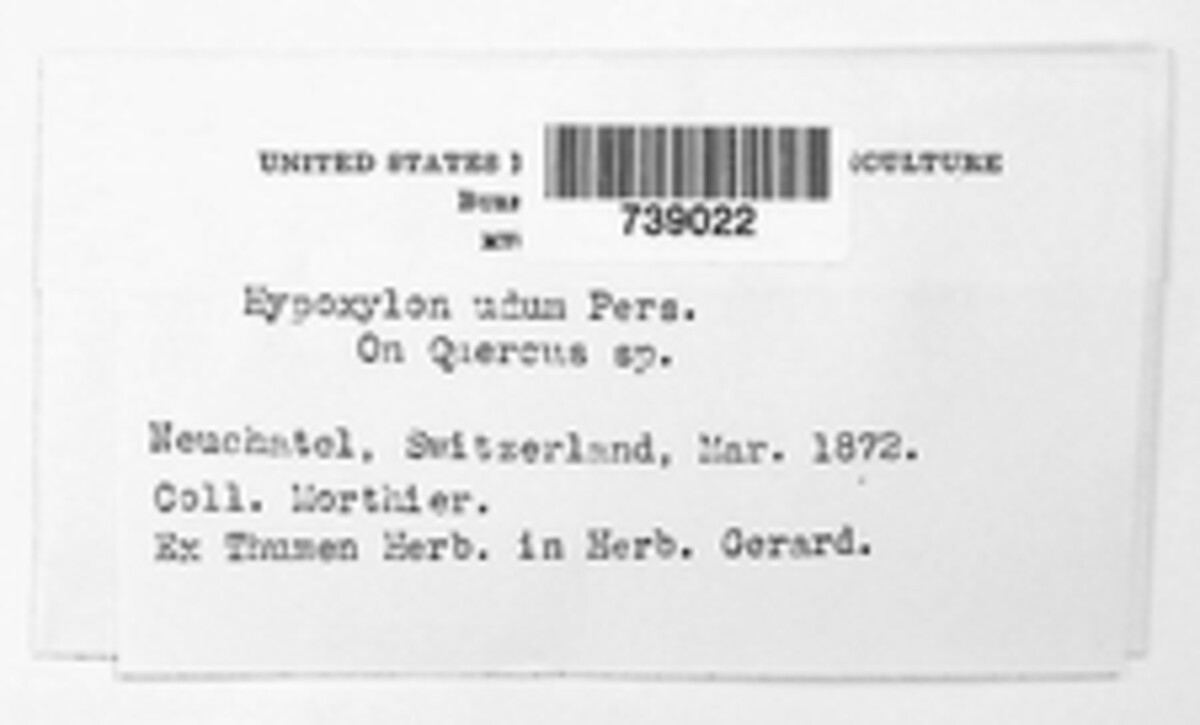 UNITED STATES
CULTURE
739022
Hypoxylon udum Pers.
On Quercus sp.
Neuchatel, Switzerland, Mar. 1872.
Coll. Morthier.
Ex Thumen Herb. in Herb. Gerard.